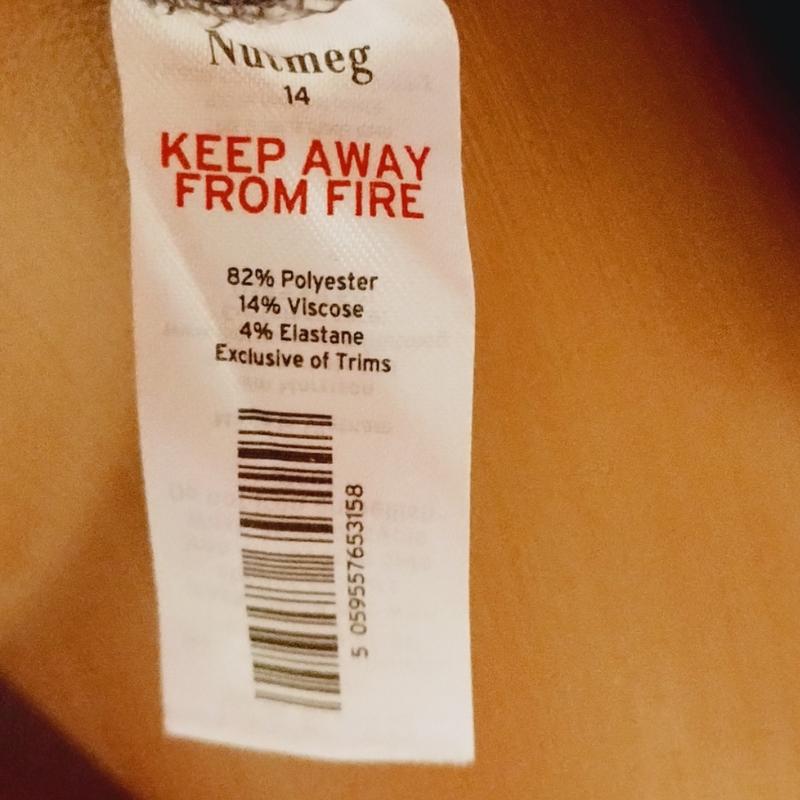 Nutmeg
14
KEEP AWAY
FROM FIRE
82% Polyester
14% Viscose
4% Elastane
Exclusive of Trims
5 059557653158